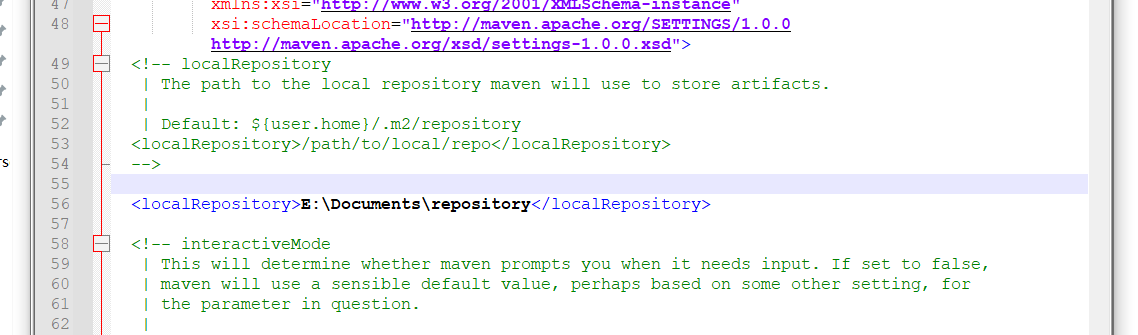 47 xmlns:xsi="http://www.w3.org/2001/XMLSchema-instance"
48 xsi:schemaLocation="http://maven.apache.org/SETTINGS/1.0.0
http://maven.apache.org/xsd/settings-1.0.0.xsd">
49 <!-- localRepository
50 | The path to the local repository maven will use to store artifacts.
51 |
52 | Default: ${user.home}/.m2/repository
53 <localRepository>/path/to/local/repo</localRepository>
54 -->
55
56 <localRepository>E:\Documents\repository</localRepository>
57
58 <!-- interactiveMode
59 | This will determine whether maven prompts you when it needs input. If set to false,
60 | maven will use a sensible default value, perhaps based on some other setting, for
61 | the parameter in question.
62 |